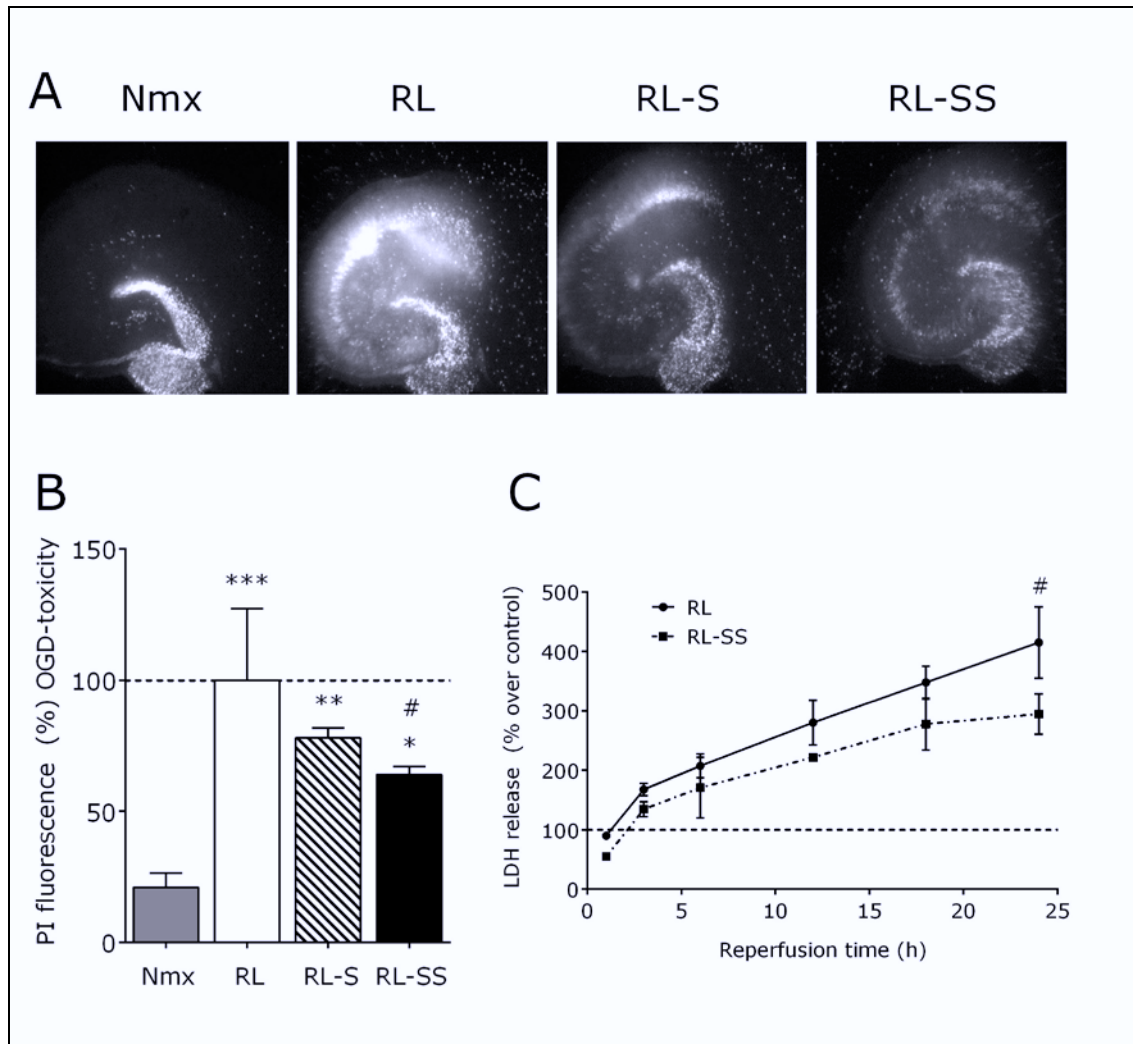 A
Nmx RL RL-S RL-SS
B
PI fluorescence (%) OGD-toxicity
150
100
50
0
***
**
#
*
Nmx RL RL-S RL-SS
C
LDH release (% over control)
500
400
300
200
100
0
RL
RL-SS
#
0 5 10 15 20 25
Reperfusion time (h)